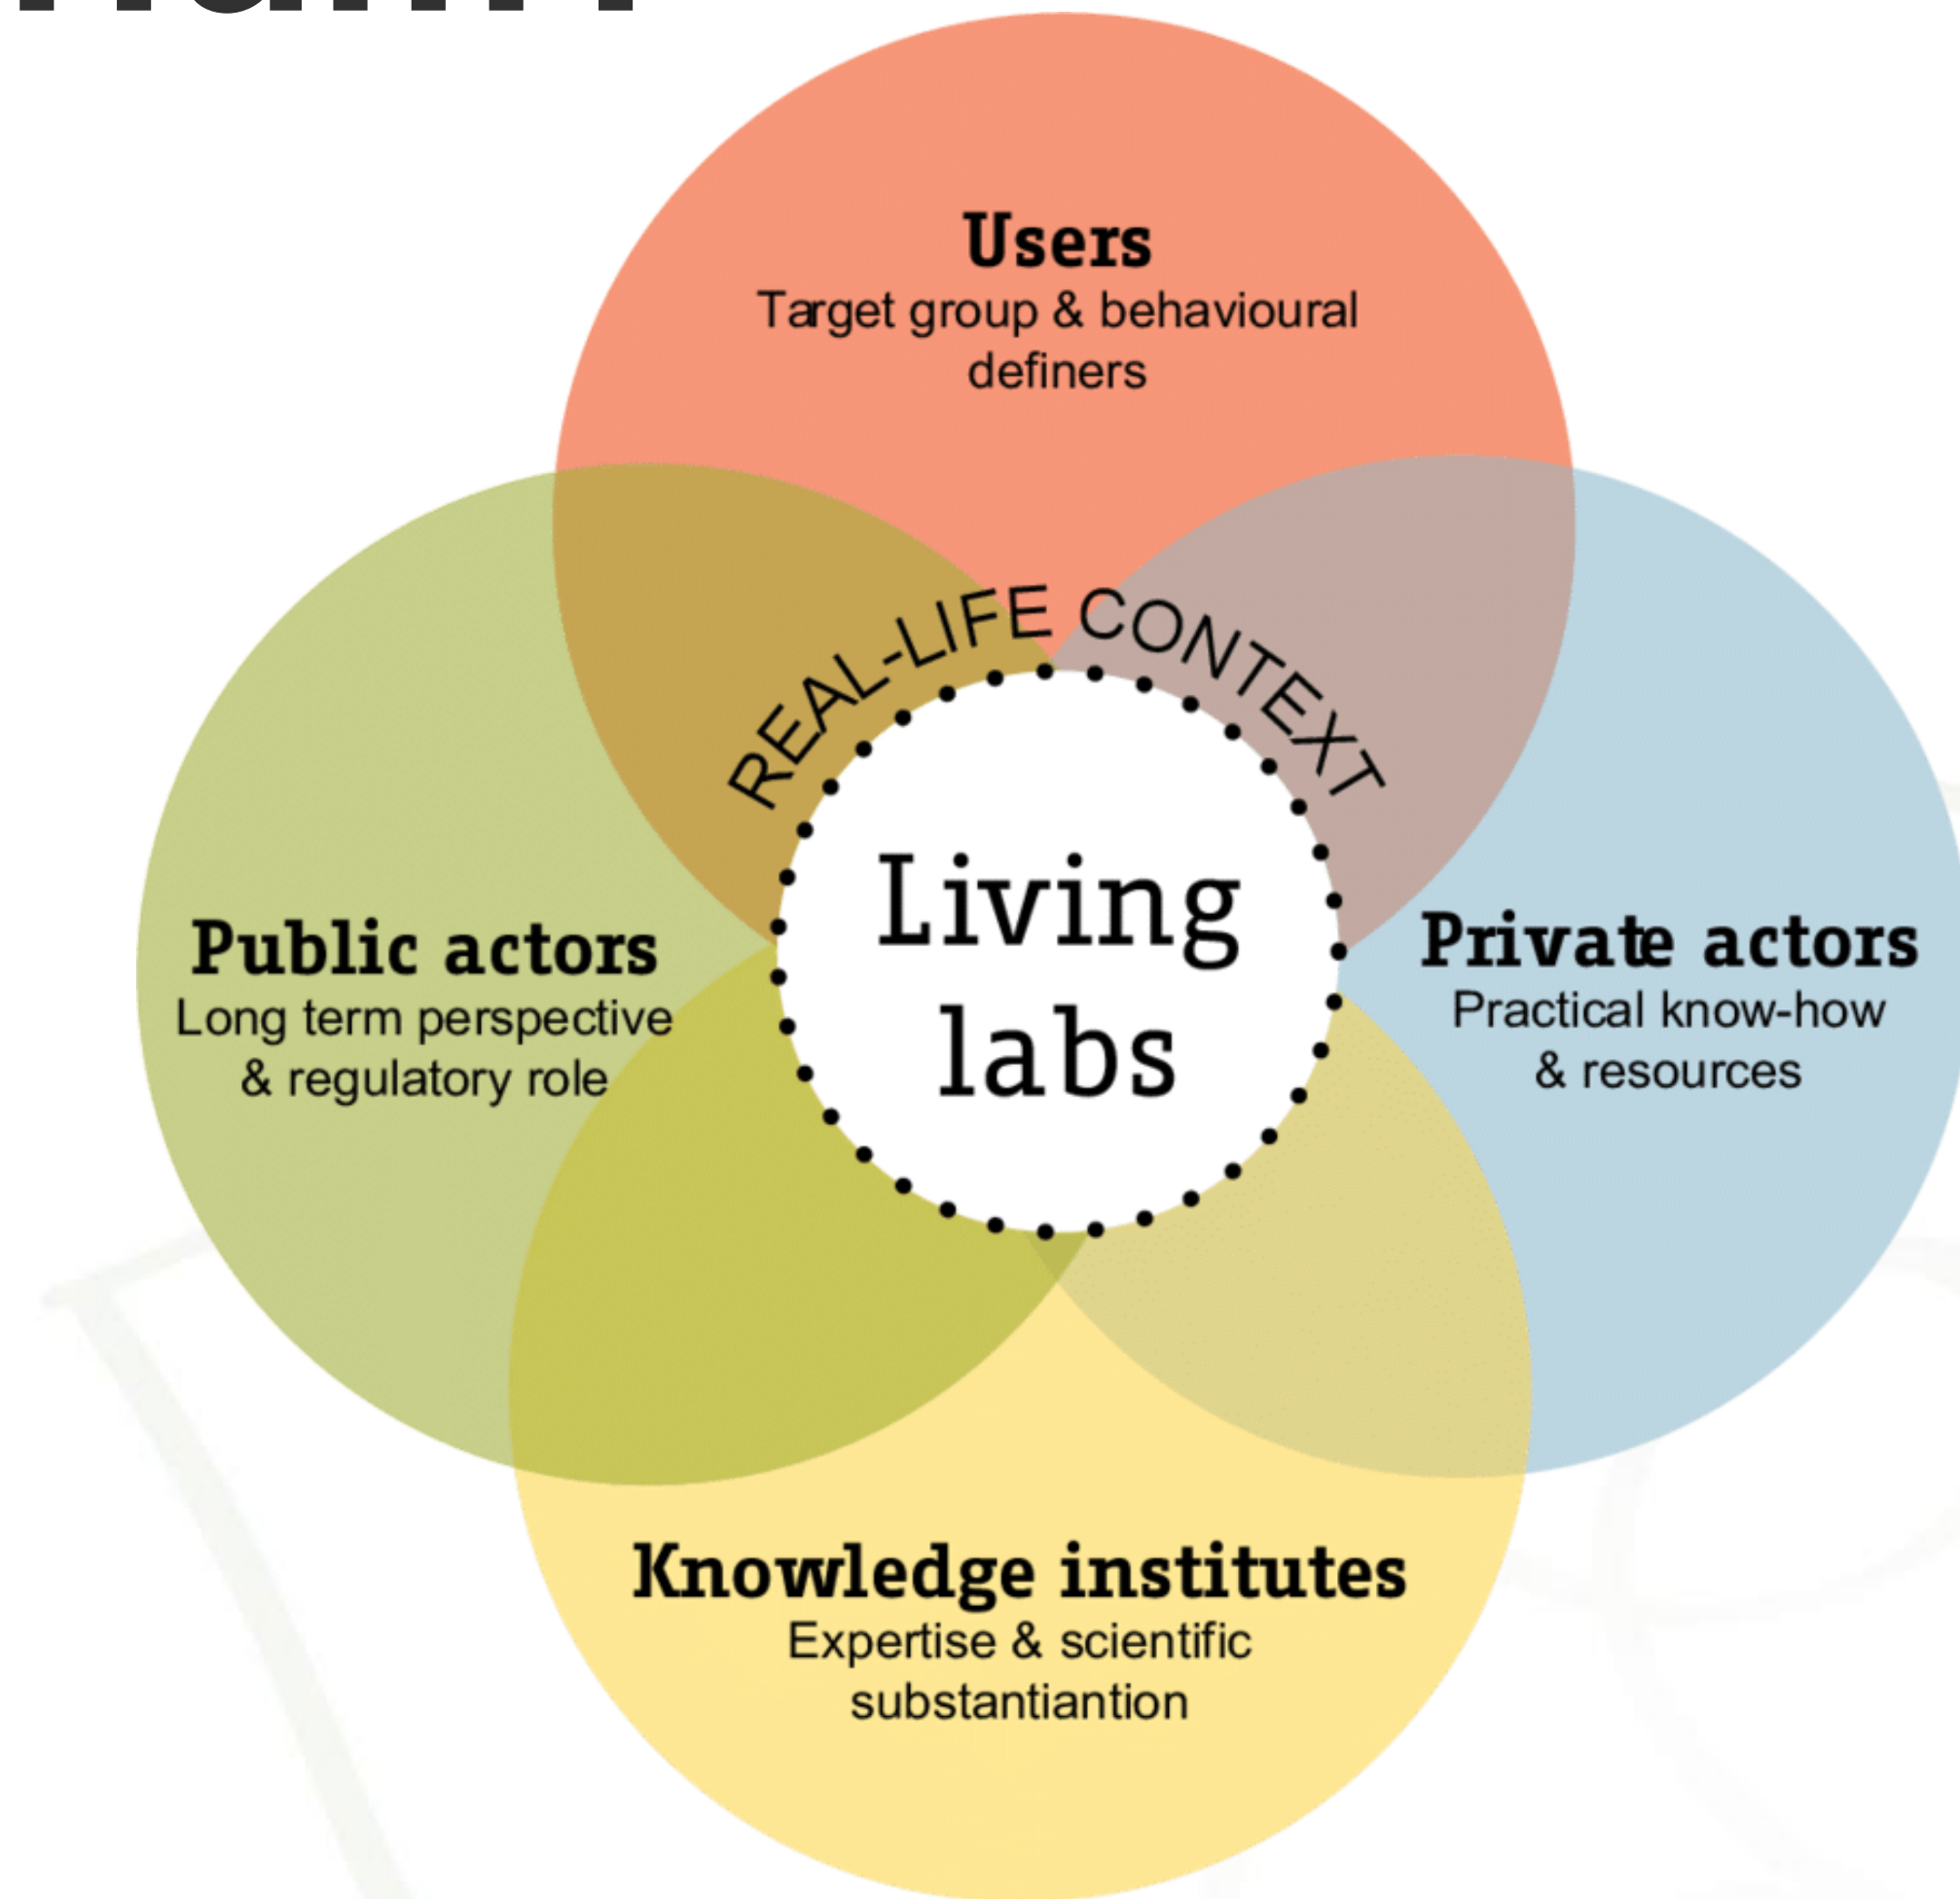 Users
Target group & behavioural
definers
REAL-LIFE CONTEXT
Living
labs
Public actors
Long term perspective
& regulatory role
Private actors
Practical know-how
& resources
Knowledge institutes
Expertise & scientific
substantiantion